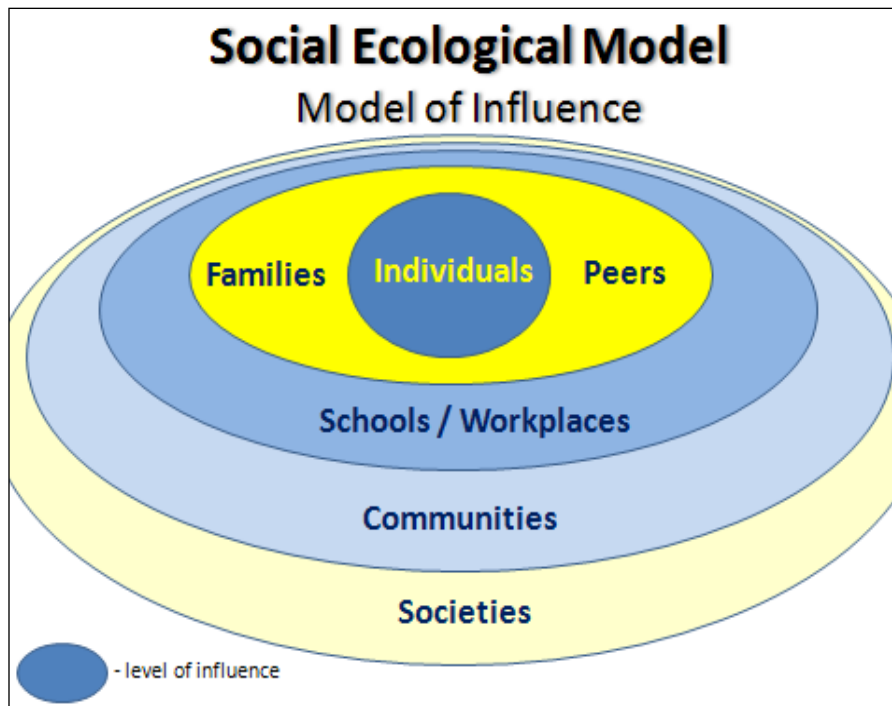 Social Ecological Model
Model of Influence
Families Individuals Peers
Schools / Workplaces
Communities
Societies
- level of influence